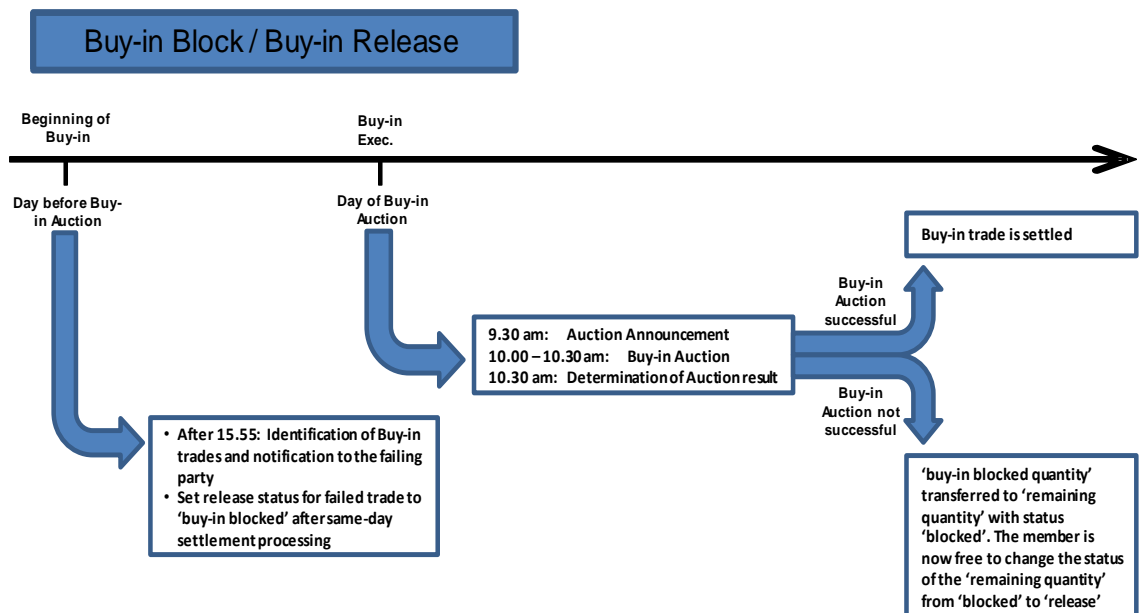 Buy-in Block / Buy-in Release
Beginning of
Buy-in
Buy-in
Exec.
Day before Buy-
in Auction
Day of Buy-in
Auction
• After 15.55: Identification of Buy-in
trades and notification to the failing
party
• Set release status for failed trade to
‘buy-in blocked’ after same-day
settlement processing
9.30 am: Auction Announcement
10.00 – 10.30 am: Buy-in Auction
10.30 am: Determination of Auction result
Buy-in
Auction
successful
Buy-in trade is settled
Buy-in
Auction not
successful
‘buy-in blocked quantity’
transferred to ‘remaining
quantity’ with status
‘blocked’. The member is
now free to change the status
of the ‘remaining quantity’
from ‘blocked’ to ‘release’